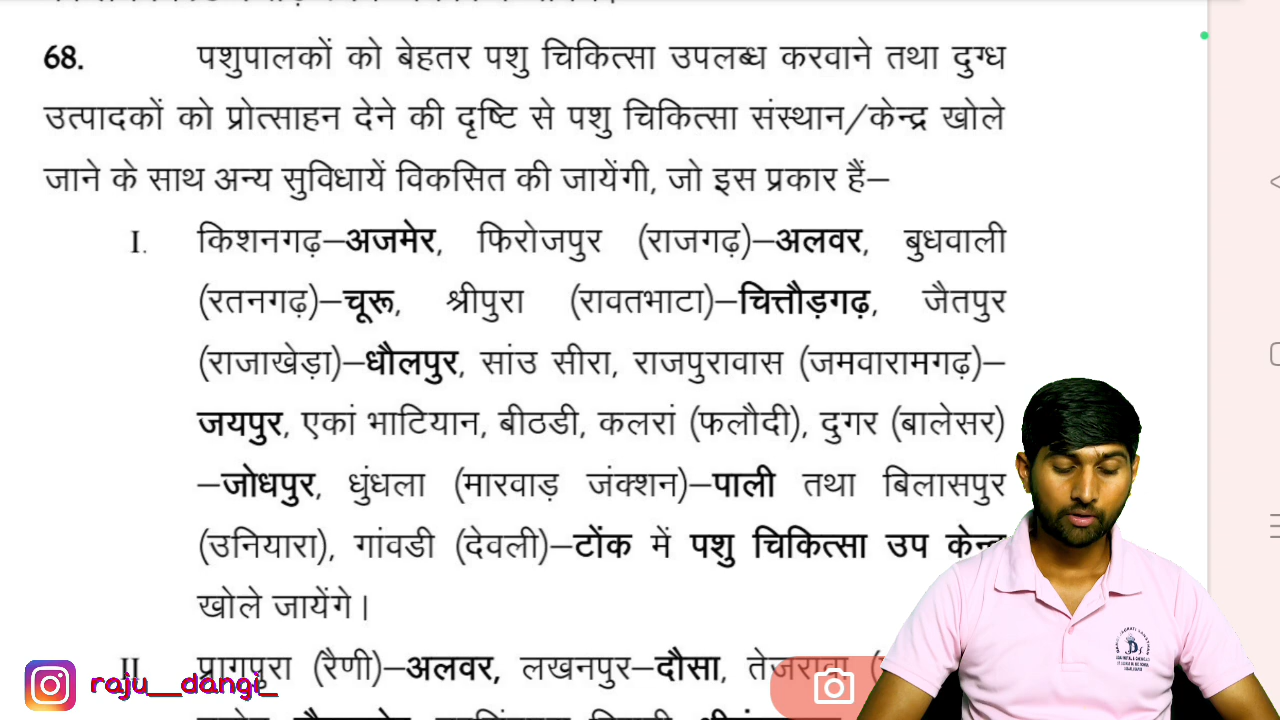 68. पशुपालकों को बेहतर पशु चिकित्सा उपलब्ध करवाने तथा दुग्ध
उत्पादकों को प्रोत्साहन देने की दृष्टि से पशु चिकित्सा संस्थान/केन्द्र खोले
जाने के साथ अन्य सुविधायें विकसित की जायेंगी, जो इस प्रकार हैं–
I. किशनगढ़–अजमेर, फिरोजपुर (राजगढ़)–अलवर, बुधवाली
(रतनगढ़)–चूरू, श्रीपुरा (रावतभाटा)–चित्तौड़गढ़, जैतपुर
(राजाखेड़ा)–धौलपुर, सांउ सीरा, राजपुरावास (जमवारामगढ़)–
जयपुर, एकां भाटियान, बीठडी, कलरां (फलौदी), दुगर (बालेसर)
–जोधपुर, धुंधला (मारवाड़ जंक्शन)–पाली तथा बिलासपुर
(उनियारा), गांवडी (देवली)–टोंक में पशु चिकित्सा उप केन्द्र
खोले जायेंगे।
II. प्रागपुरा (रैणी)–अलवर, लखनपुर–दौसा,
raju__dangi_